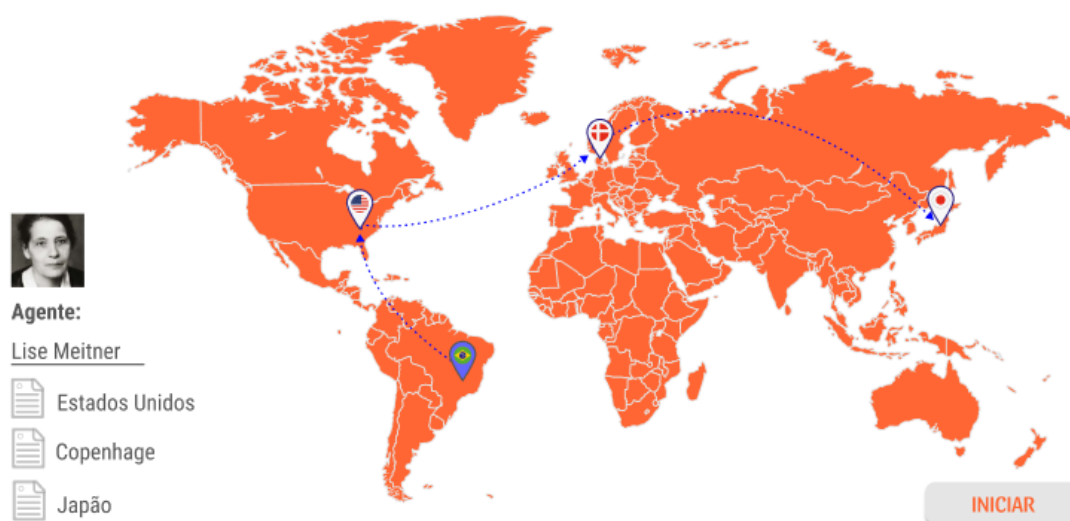 Agente:
Lise Meitner
Estados Unidos
Copenhage
Japão
INICIAR